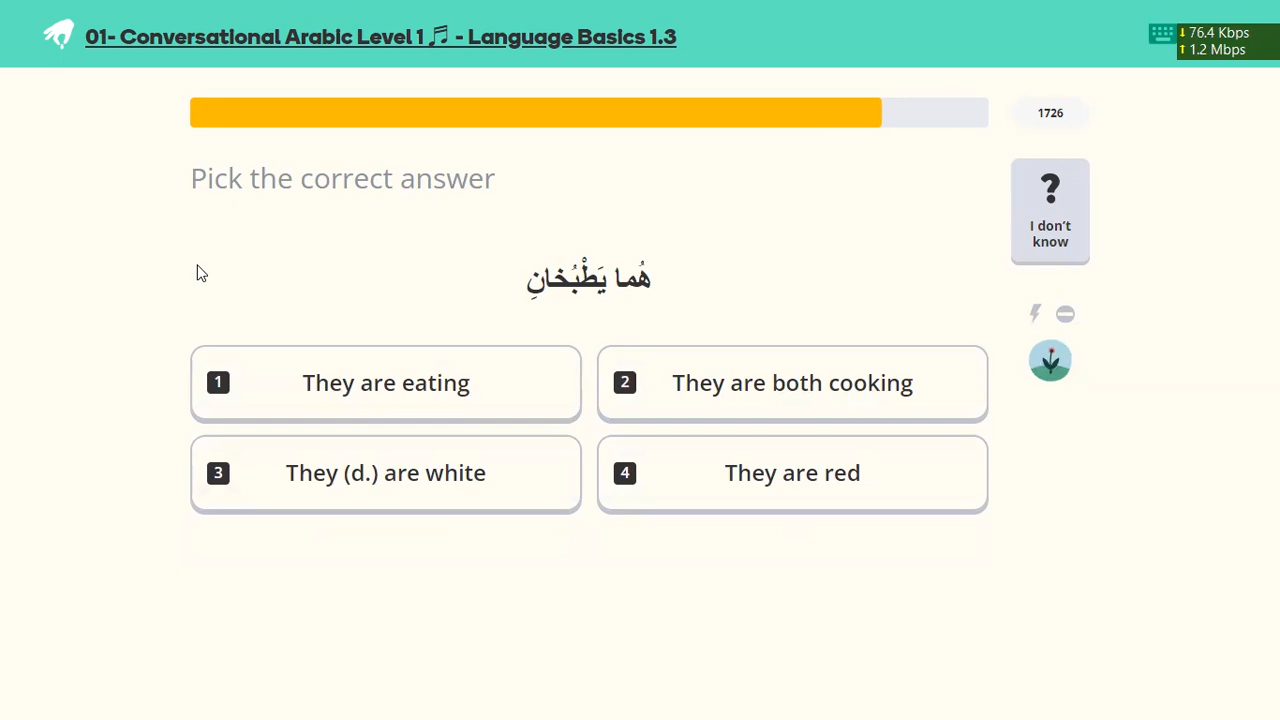 01- Conversational Arabic Level 1 🎵 - Language Basics 1.3
76.4 Kbps
1.2 Mbps
1726
Pick the correct answer
?
I don't
know
هُما يَطْبُخانِ
1 They are eating
2 They are both cooking
3 They (d.) are white
4 They are red